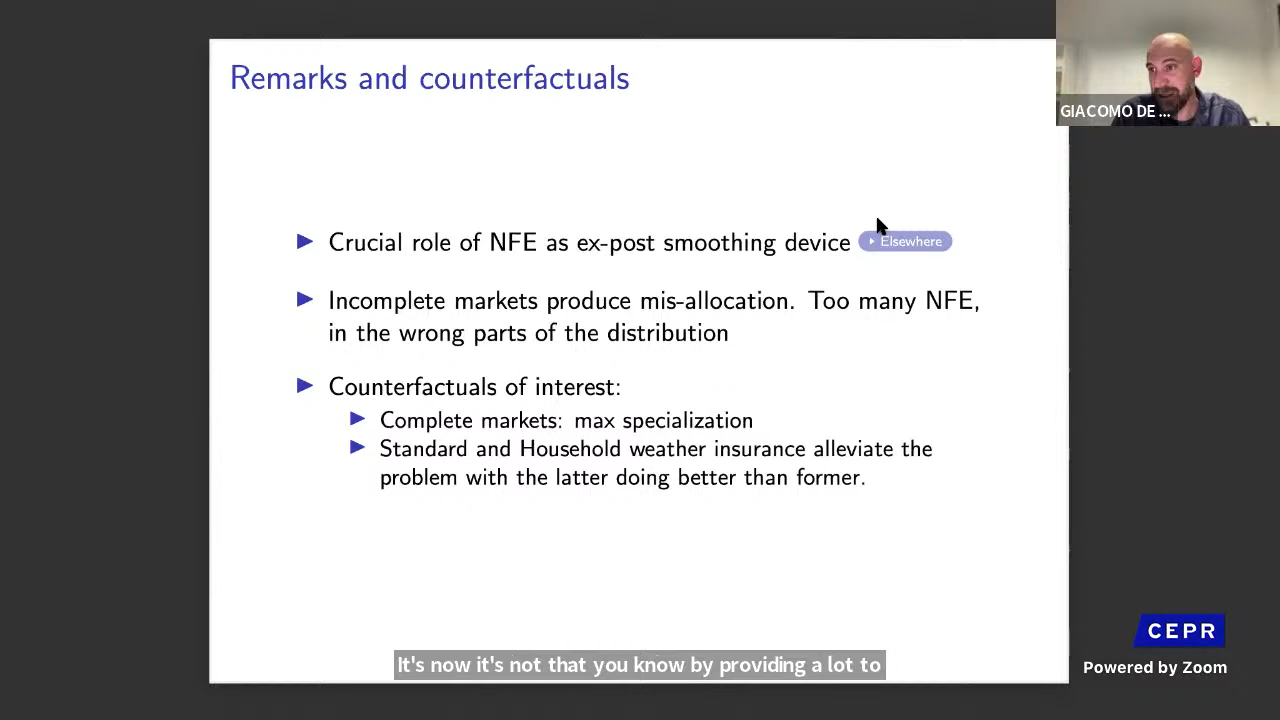 Remarks and counterfactuals
GIACOMO DE ...
Crucial role of NFE as ex-post smoothing device
Elsewhere
Incomplete markets produce mis-allocation. Too many NFE,
in the wrong parts of the distribution
Counterfactuals of interest:
Complete markets: max specialization
Standard and Household weather insurance alleviate the
problem with the latter doing better than former.
CEPR
Powered by Zoom
It's now it's not that you know by providing a lot to